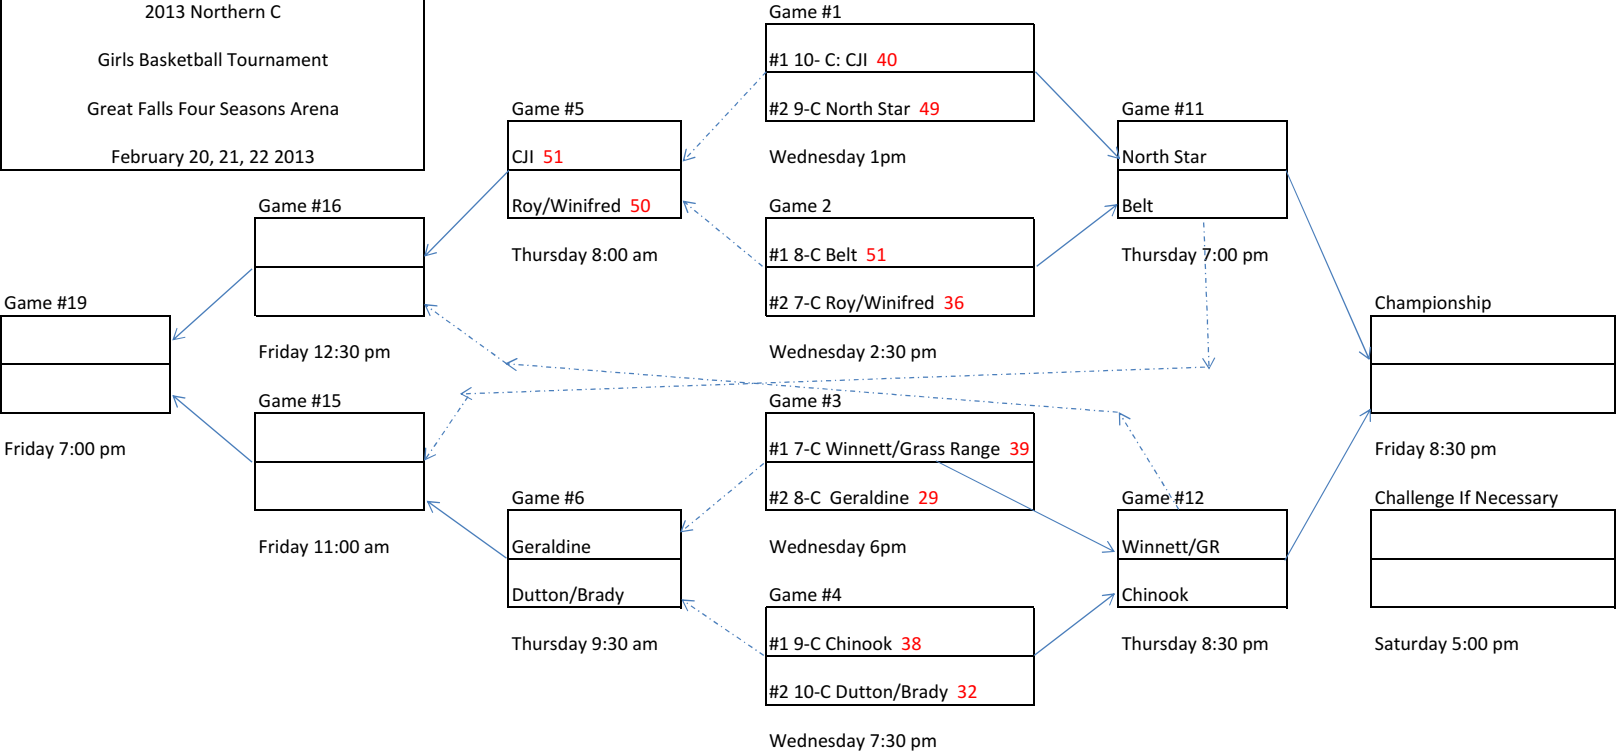 2013 Northern C
Girls Basketball Tournament
Great Falls Four Seasons Arena
February 20, 21, 22 2013
Game #1
#1 10- C: CJI 40
#2 9-C North Star 49
Wednesday 1pm
Game #5
CJI 51
Roy/Winifred 50
Thursday 8:00 am
Game #11
North Star
Belt
Thursday 7:00 pm
Game #16
Friday 12:30 pm
Game 2
#1 8-C Belt 51
#2 7-C Roy/Winifred 36
Wednesday 2:30 pm
Game #19
Friday 7:00 pm
Championship
Friday 8:30 pm
Game #15
Friday 11:00 am
Game #3
#1 7-C Winnett/Grass Range 39
#2 8-C Geraldine 29
Wednesday 6pm
Game #6
Geraldine
Dutton/Brady
Thursday 9:30 am
Game #12
Winnett/GR
Chinook
Thursday 8:30 pm
Challenge If Necessary
Saturday 5:00 pm
Game #4
#1 9-C Chinook 38
#2 10-C Dutton/Brady 32
Wednesday 7:30 pm